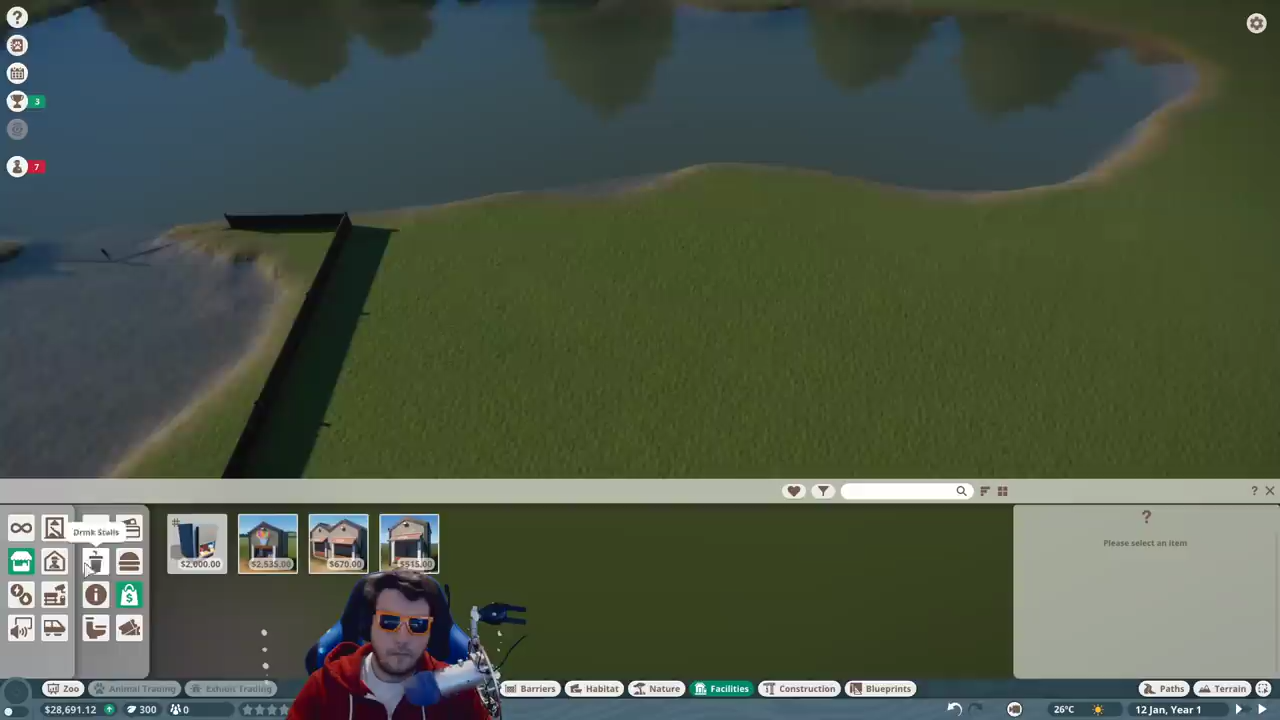 ?
3
7
? 
Drink Stalls
$2,000.00
$2,535.00
$670.00
$515.00
?
Please select an item
Zoo
Animal Trading
Exhibit Trading
Barriers
Habitat
Nature
Facilities
Construction
Blueprints
Paths
Terrain
$28,691.12
300
0
26°C
12 Jan, Year 1